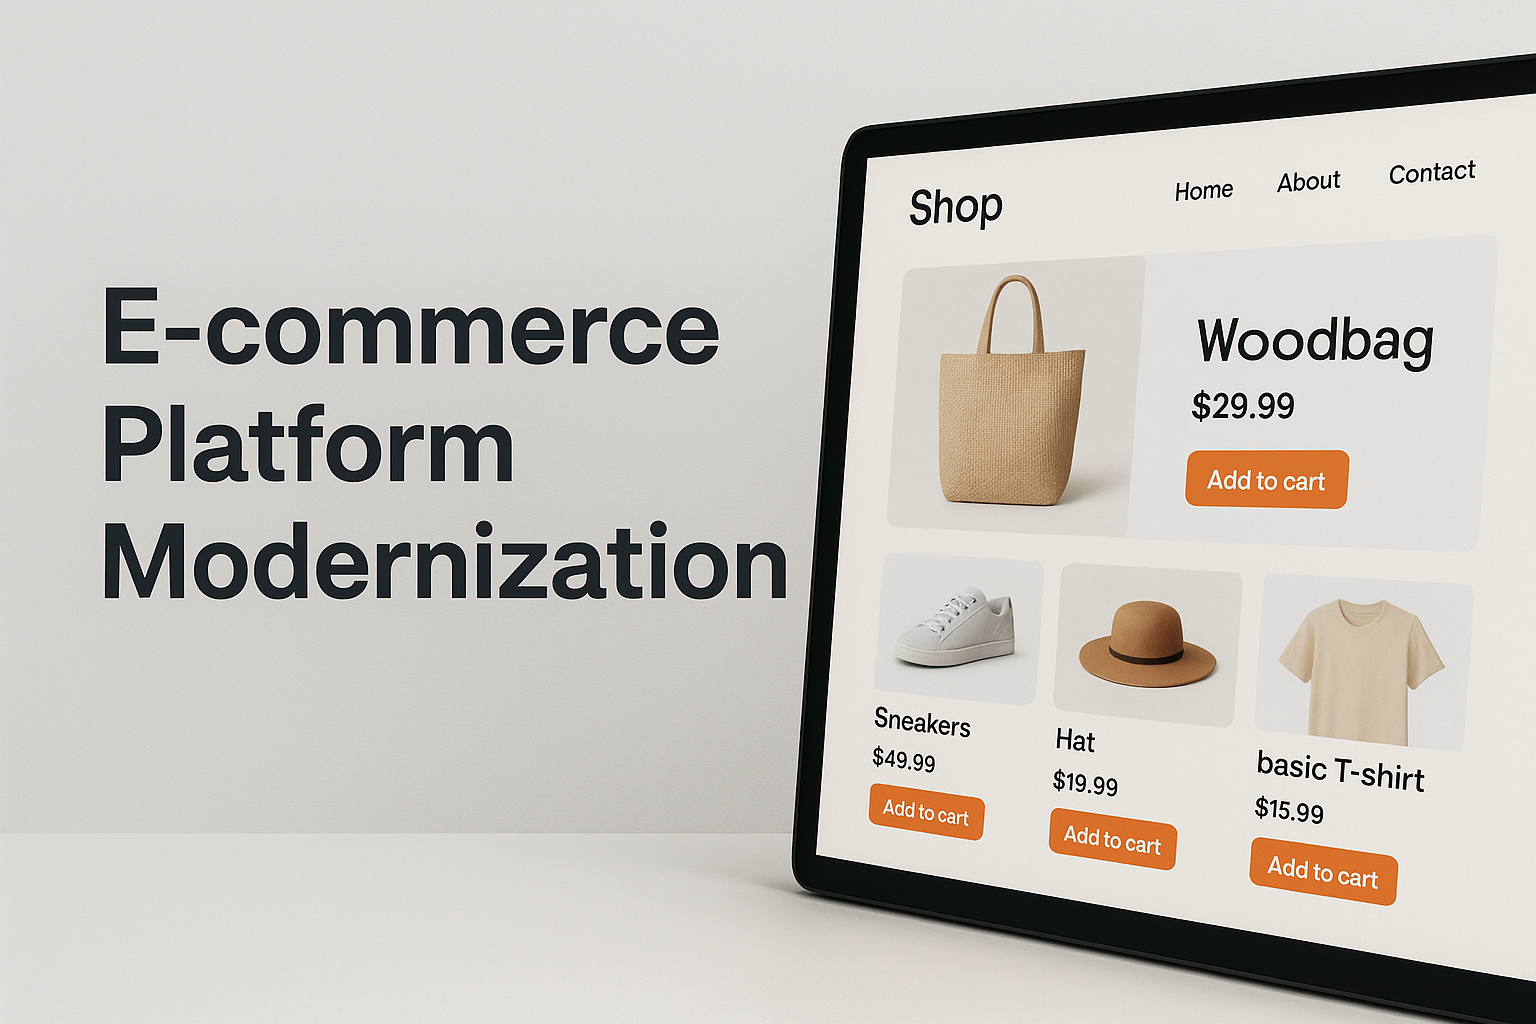 E-commerce
Platform
Modernization
Shop
Home About Contact
Woodbag
$29.99
Add to cart
Sneakers
$49.99
Add to cart
Hat
$19.99
Add to cart
basic T-shirt
$15.99
Add to cart